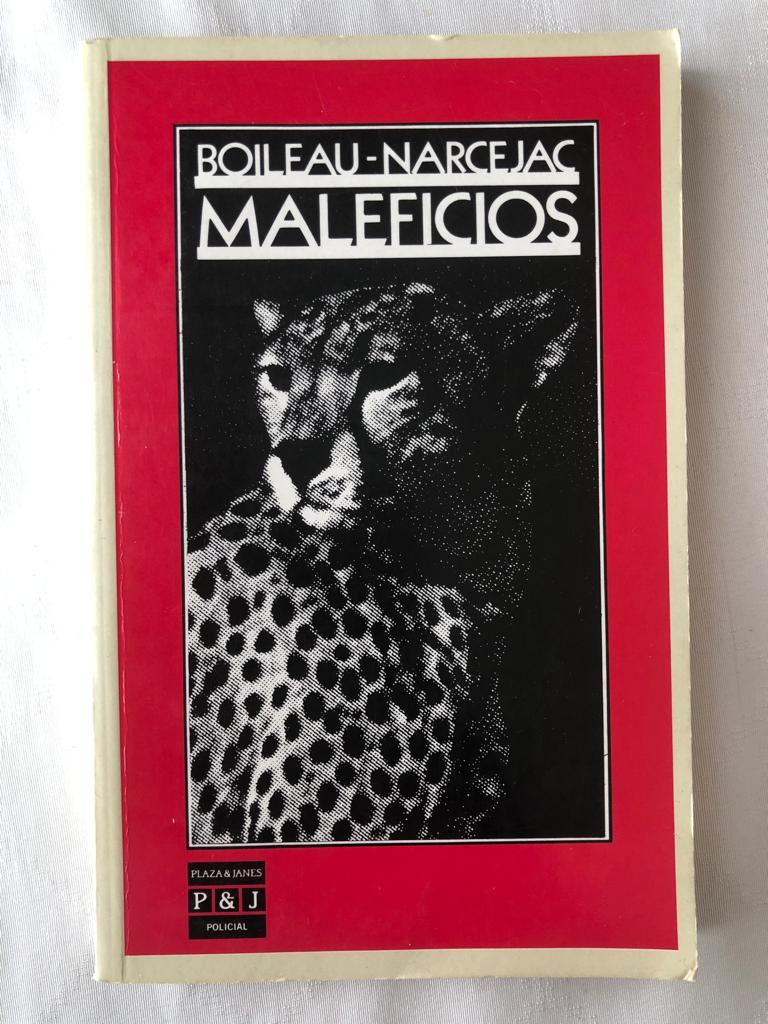 BOILEAU-NARCEJAC
MALEFICIOS
PLAZA & JANES
P & J
POLICIAL